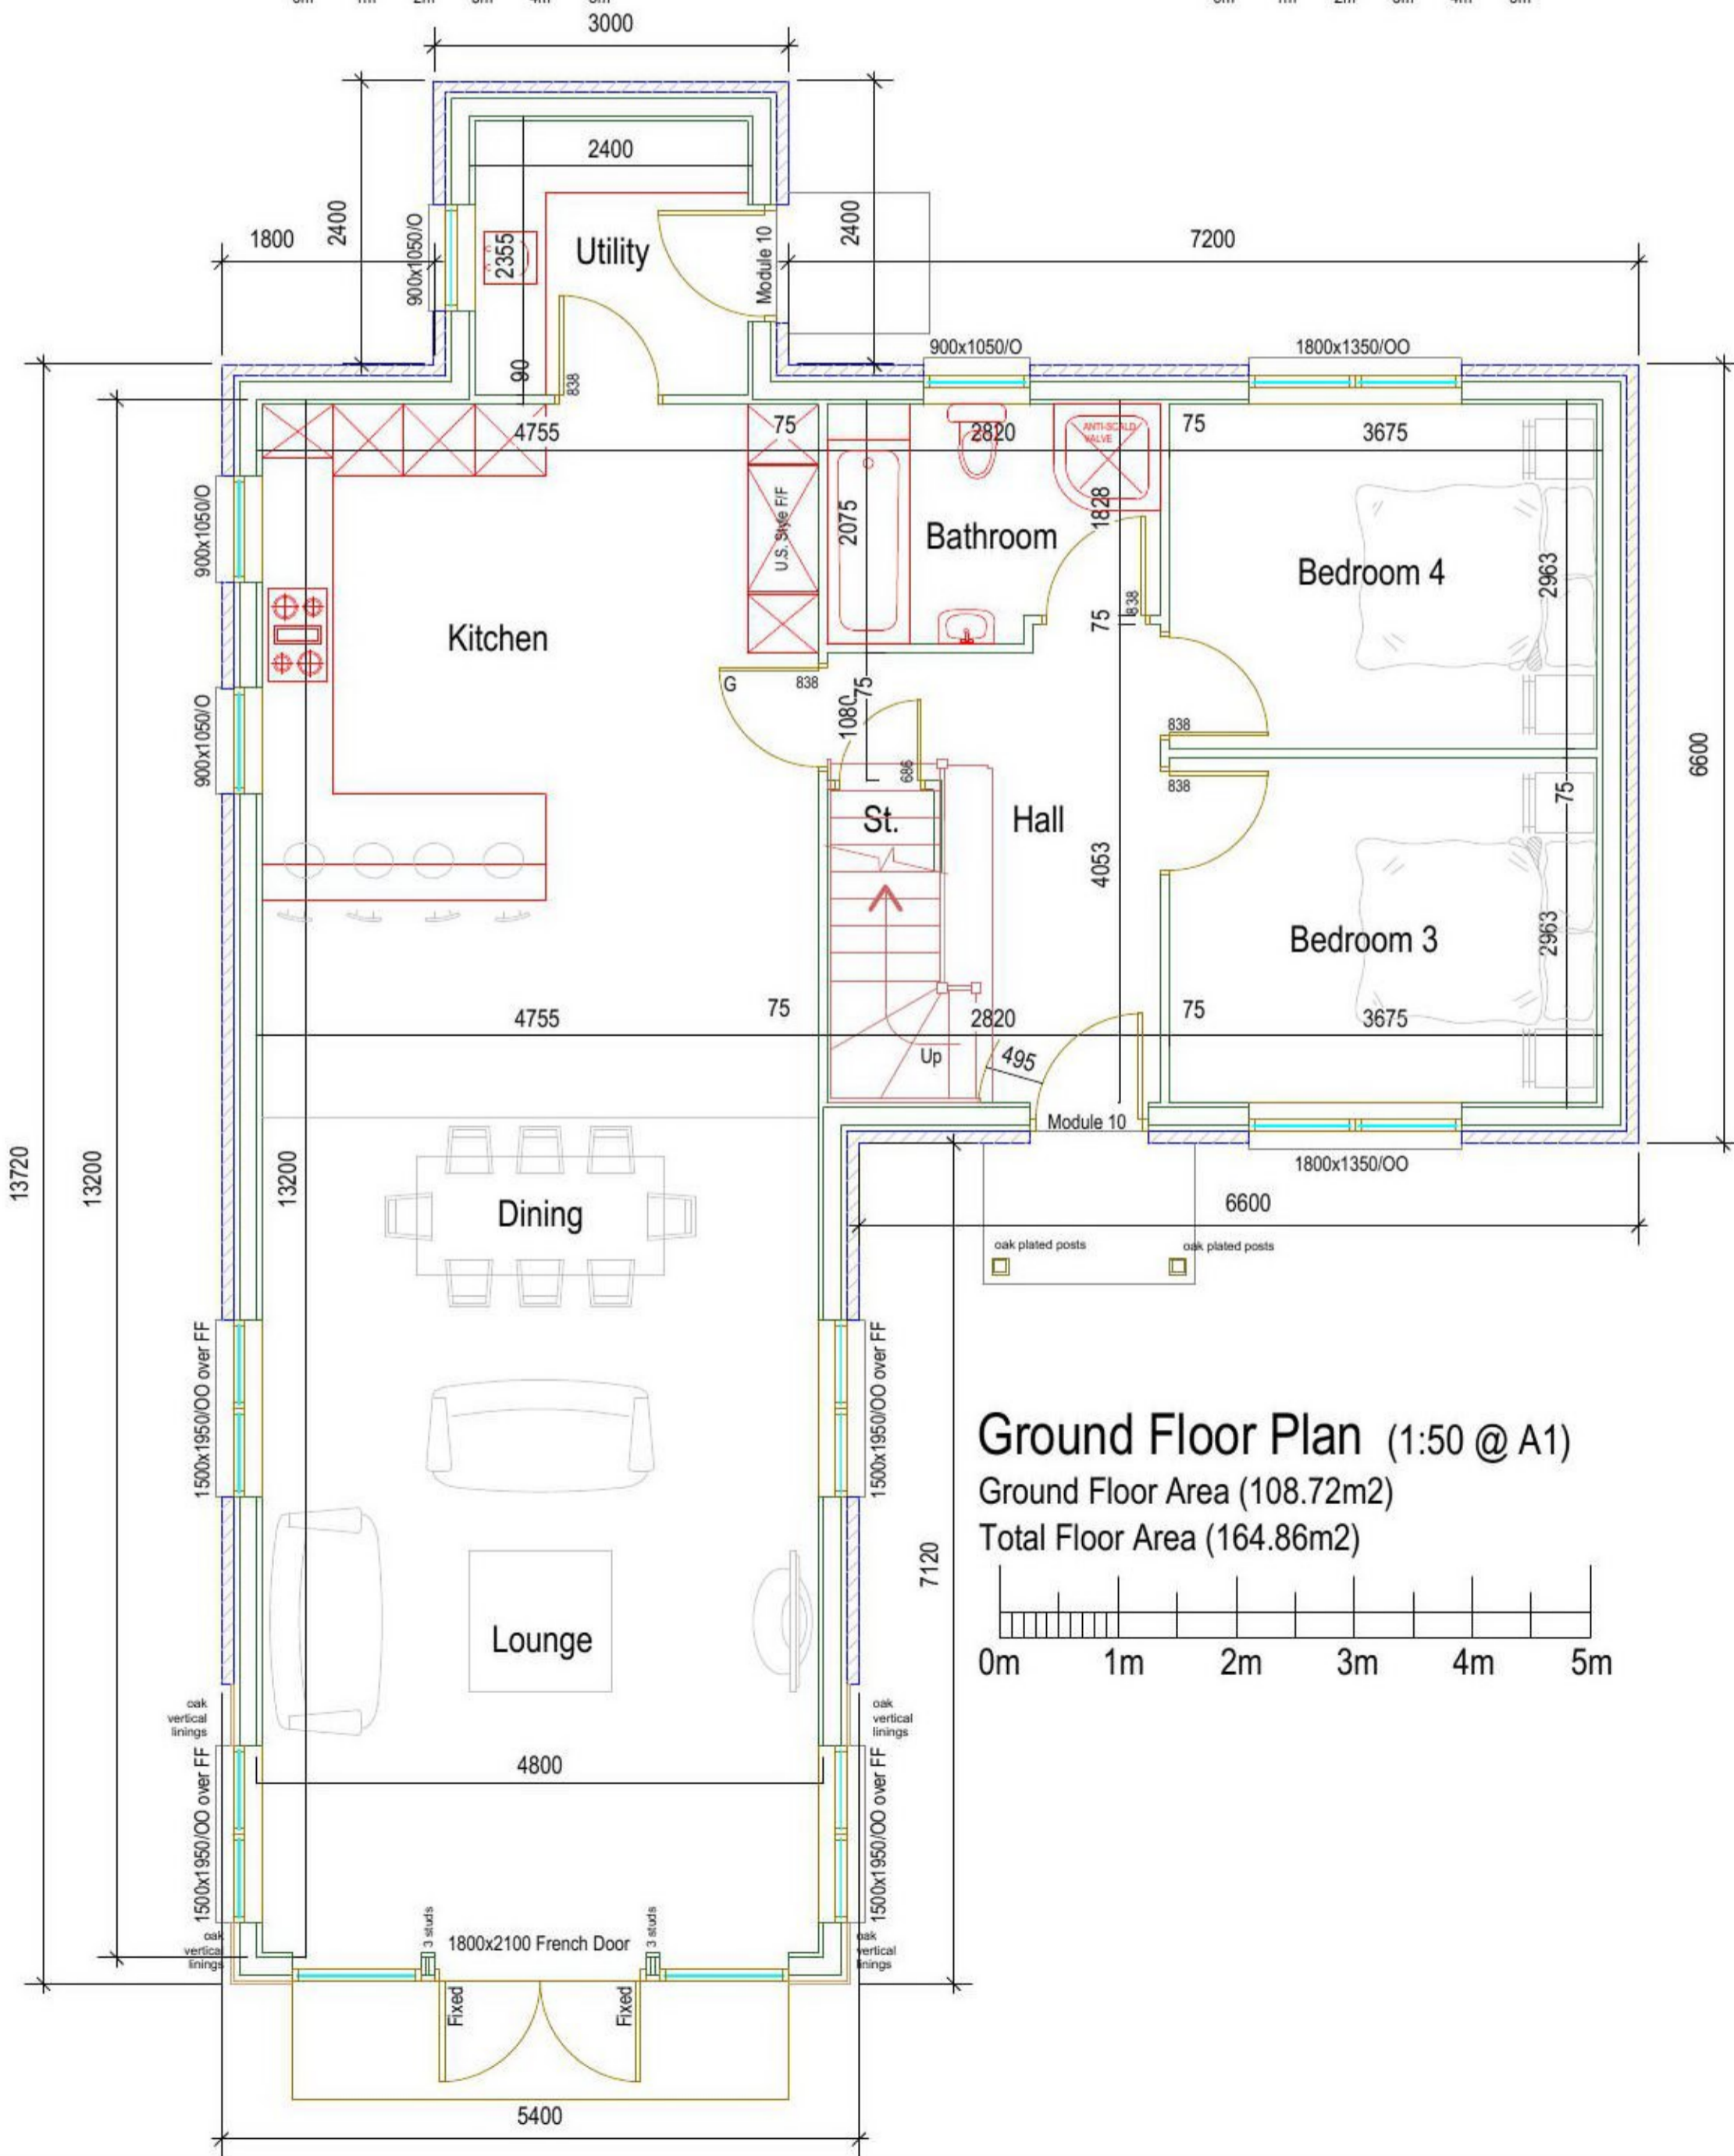 3000
2400
1800
2400
900x1050/O
2355
Utility
Module 10
2400
7200
90
838
900x1050/O
1800x1350/OO
4755
75
2820
ANTI-SCALD
VALVE
75
3675
900x1050/O
U.S. Style F/F
2075
Bathroom
1828
Bedroom 4
2963
Kitchen
75
838
G
838
75
1080
838
900x1050/O
686
838
6600
St.
Hall
75
4053
Bedroom 3
2963
4755
75
2820
75
3675
Up
495
Module 10
1800x1350/OO
13720
13200
13200
Dining
6600
oak plated posts
oak plated posts
1500x1950/OO over FF
1500x1950/OO over FF
Ground Floor Plan (1:50 @ A1)
Ground Floor Area (108.72m2)
Total Floor Area (164.86m2)
7120
Lounge
0m 1m 2m 3m 4m 5m
oak
vertical
linings
oak
vertical
linings
4800
1500x1950/OO over FF
1500x1950/OO over FF
3 studs
1800x2100 French Door
3 studs
oak
vertical
linings
oak
vertical
linings
Fixed
Fixed
5400